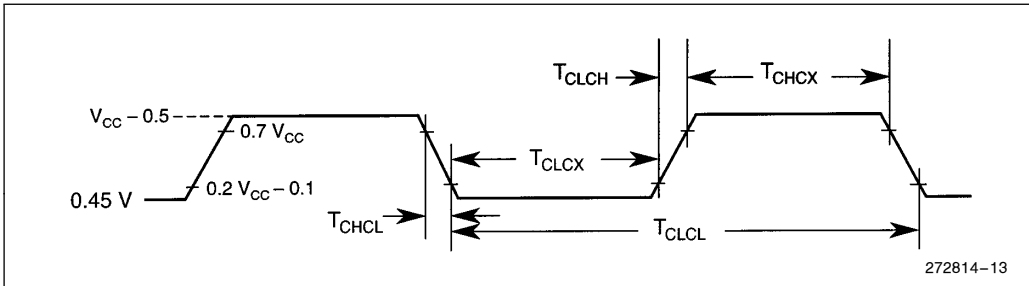 T_CLCH
T_CHCX
V_CC – 0.5
0.7 V_CC
T_CLCX
0.2 V_CC – 0.1
0.45 V
T_CHCL
T_CLCL
272814–13